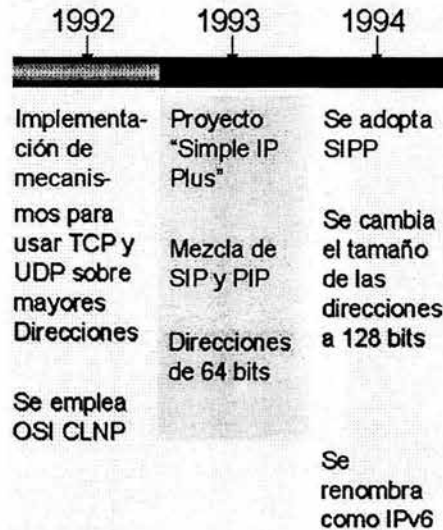 1992
1993
1994
Implementa-
ción de
mecanis-
mos para
usar TCP y
UDP sobre
mayores
Direcciones
Se emplea
OSI CLNP
Proyecto
“Simple IP
Plus”
Mezcla de
SIP y PIP
Direcciones
de 64 bits
Se adopta
SIPP
Se cambia
el tamaño
de las
direcciones
a 128 bits
Se
renombra
como IPv6